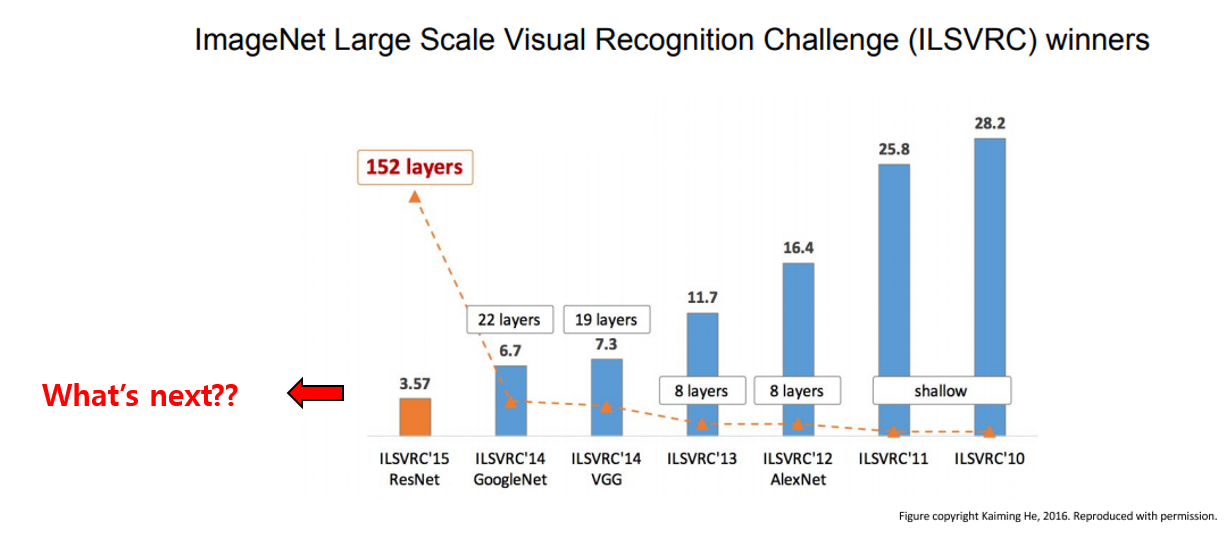 ImageNet Large Scale Visual Recognition Challenge (ILSVRC) winners
28.2
25.8
152 layers
16.4
11.7
22 layers
19 layers
7.3
6.7
What's next??
3.57
8 layers
8 layers
shallow
ILSVRC'15
ResNet
ILSVRC'14
GoogleNet
ILSVRC'14
VGG
ILSVRC'13
ILSVRC'12
AlexNet
ILSVRC'11
ILSVRC'10
Figure copyright Kaiming He, 2016. Reproduced with permission.